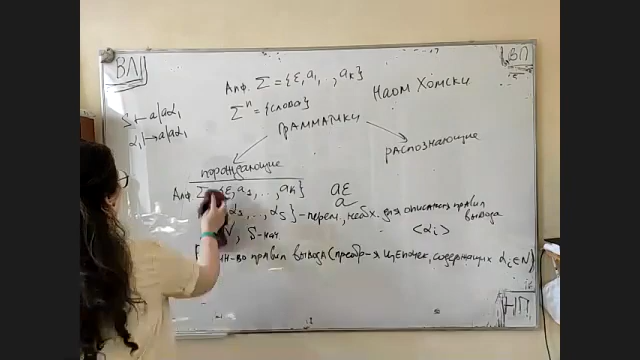 ВЛ
ВП
Алф. Σ = {ε, a₁, .., aₖ}
Наом Хомски
Σⁿ = {слова}
S ⊢ a|aα₁
α₁ ⊢ a|aα₁
Грамматики
порождающие
распознающие
Алф. Σ {ε, a₁, .., aₖ}
aε
a
α₁, .., αₛ} - перем, необх. для описания правил
вывода
<αᵢ>
, S-нач
н-во правил вывода (преобр-я цепочек, содержащих αᵢ ∈ N)
НП